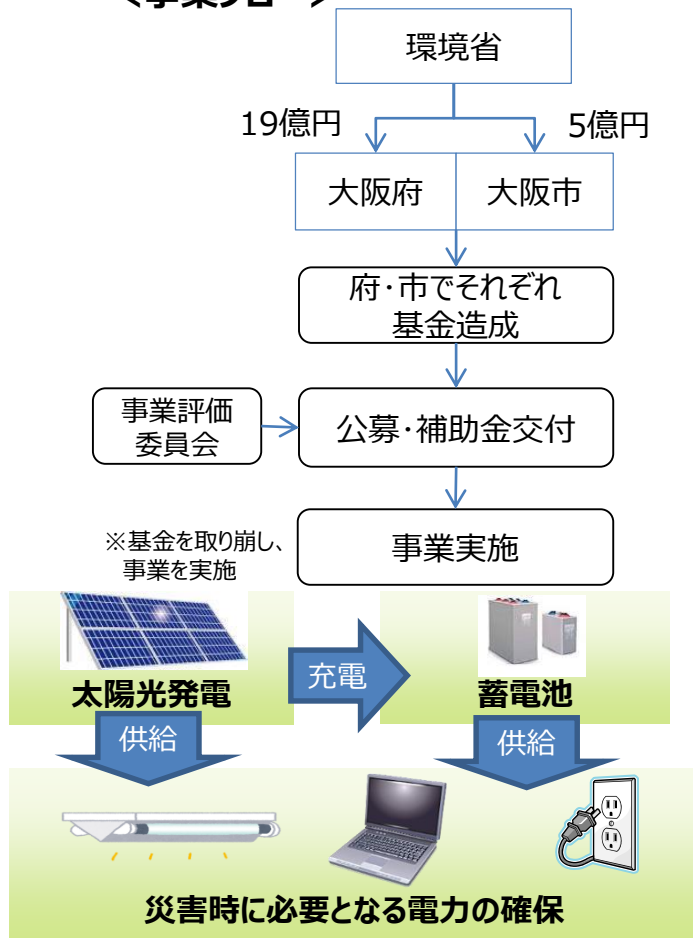 <事業フロー>
環境省
19億円
5億円
大阪府
大阪市
府・市でそれぞれ
基金造成
事業評価
委員会
公募・補助金交付
※基金を取り崩し、
事業を実施
事業実施
太陽光発電
充電
蓄電池
供給
供給
災害時に必要となる電力の確保